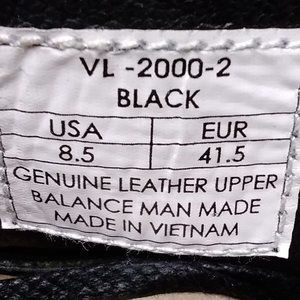 VL -2000-2
BLACK
USA EUR
8.5 41.5
GENUINE LEATHER UPPER
BALANCE MAN MADE
MADE IN VIETNAM